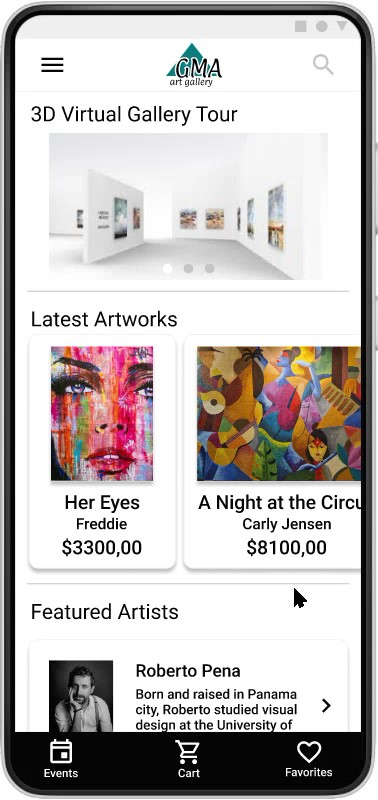 GMA
art gallery
3D Virtual Gallery Tour
Latest Artworks
Her Eyes
Freddie
$3300,00
A Night at the Circu
Carly Jensen
$8100,00
Featured Artists
Roberto Pena
Born and raised in Panama
city, Roberto studied visual
design at the University of
Events
Cart
Favorites